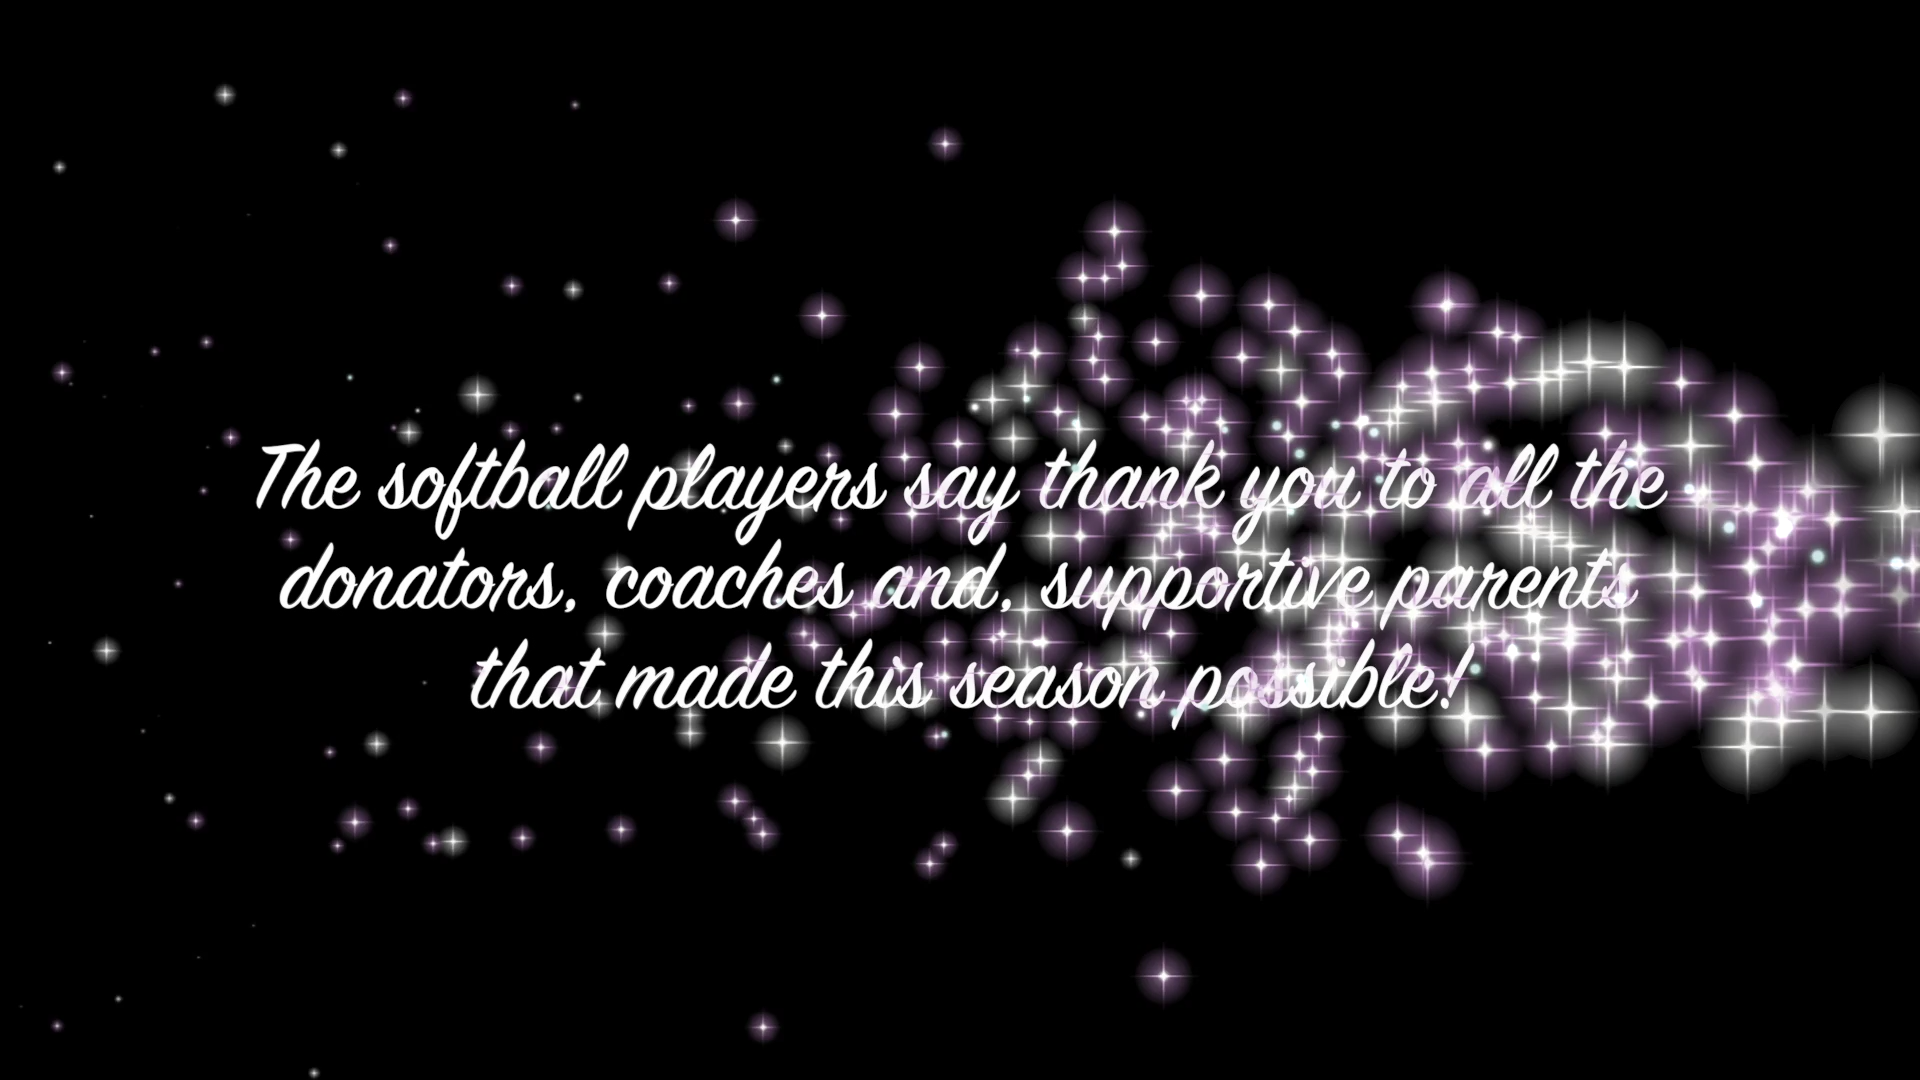 The softball players say thank you to all the
donators, coaches and, supportive parents
that made this season possible!